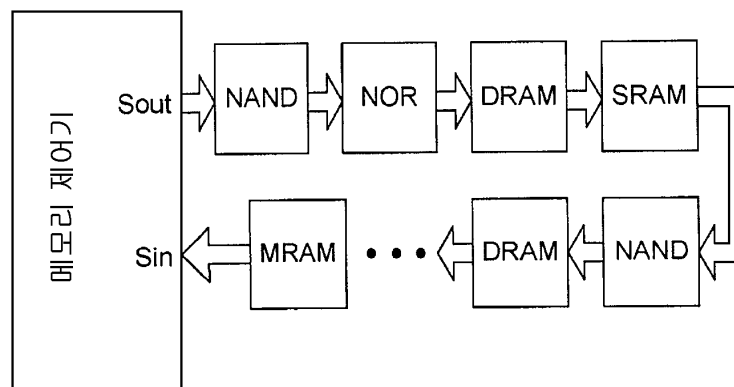 메모리 제어기
Sout
NAND
NOR
DRAM
SRAM
Sin
MRAM
• • •
DRAM
NAND